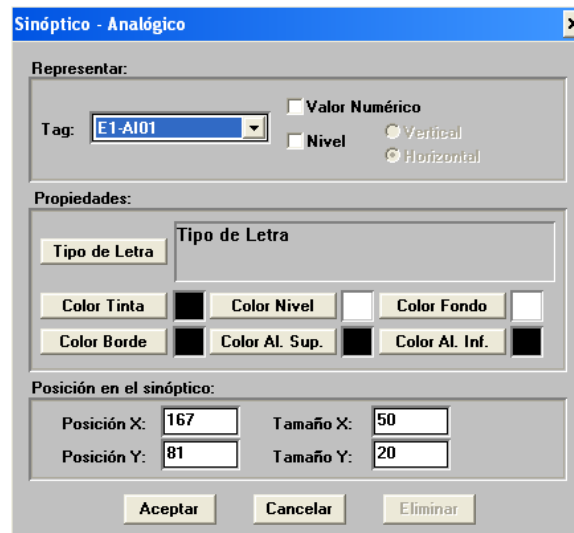 Sinóptico - Analógico
Representar:
Tag: E1-AI01
Valor Numérico
Nivel
Vertical
Horizontal
Propiedades:
Tipo de Letra
Tipo de Letra
Color Tinta Color Nivel Color Fondo
Color Borde Color Al. Sup. Color Al. Inf.
Posición en el sinóptico:
Posición X: 167 Tamaño X: 50
Posición Y: 81 Tamaño Y: 20
Aceptar Cancelar Eliminar